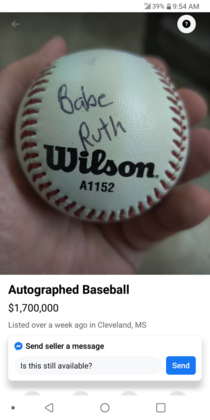 39% 9:54 AM
Babe
Ruth
Wilson
A1152
Autographed Baseball
$1,700,000
Listed over a week ago in Cleveland, MS
Send seller a message
Is this still available?
Send